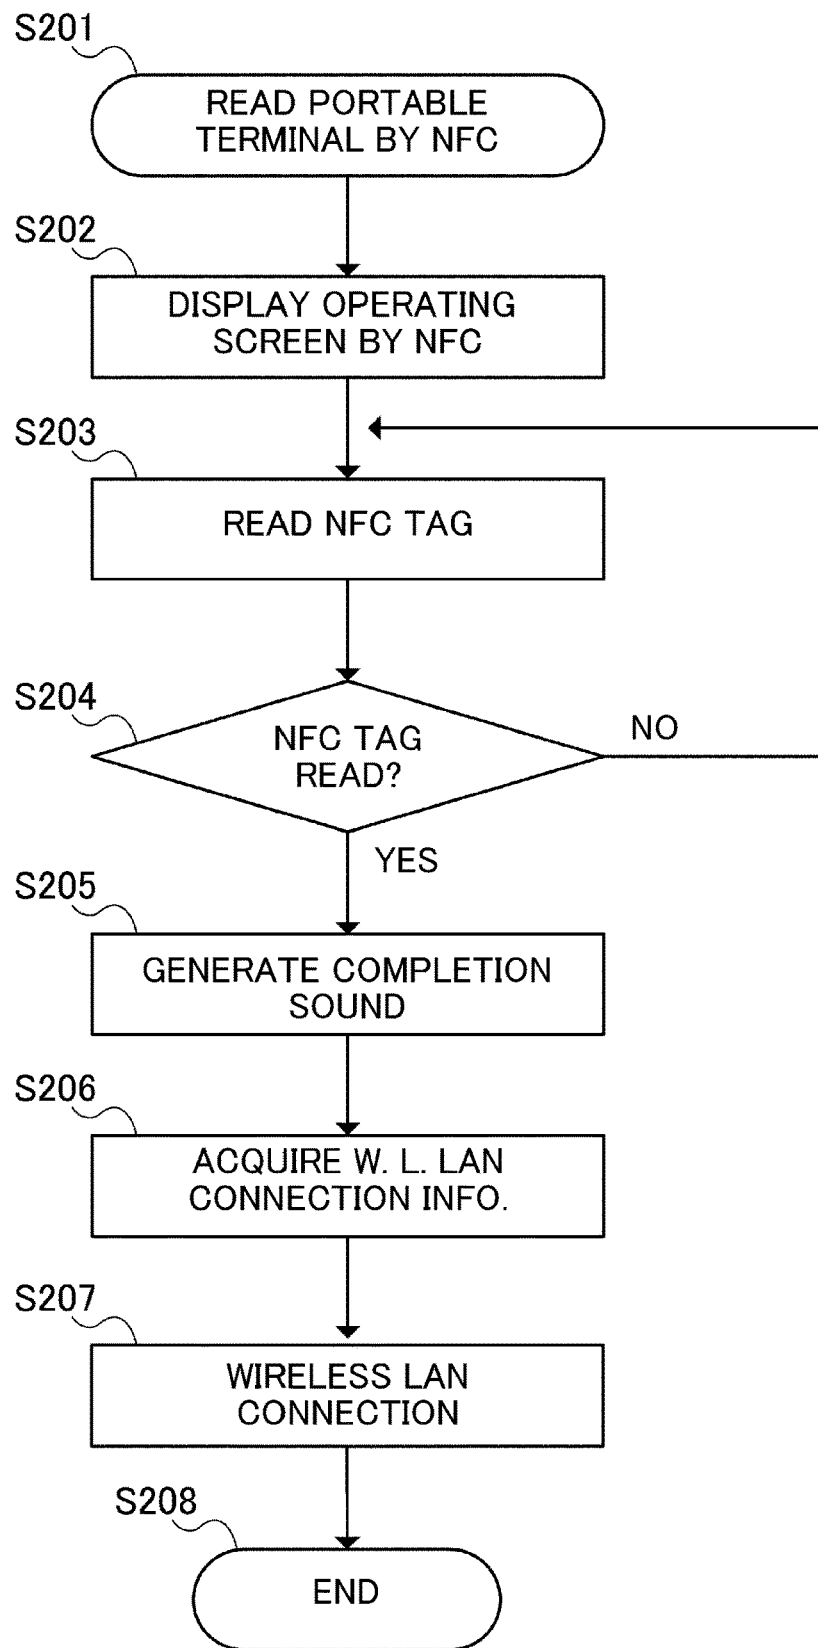 S201
READ PORTABLE
TERMINAL BY NFC
S202
DISPLAY OPERATING
SCREEN BY NFC
S203
READ NFC TAG
S204
NFC TAG
READ?
NO
YES
S205
GENERATE COMPLETION
SOUND
S206
ACQUIRE W. L. LAN
CONNECTION INFO.
S207
WIRELESS LAN
CONNECTION
S208
END